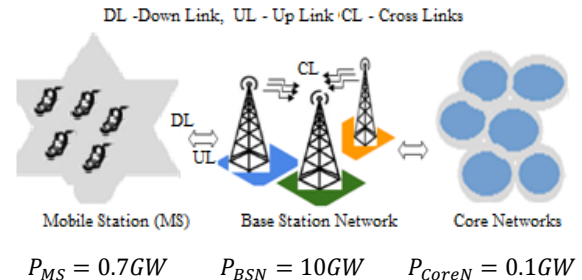 DL -Down Link, UL - Up Link CL - Cross Links
CL
DL
UL
Mobile Station (MS) Base Station Network Core Networks
P_MS = 0.7GW P_BSN = 10GW P_CoreN = 0.1GW